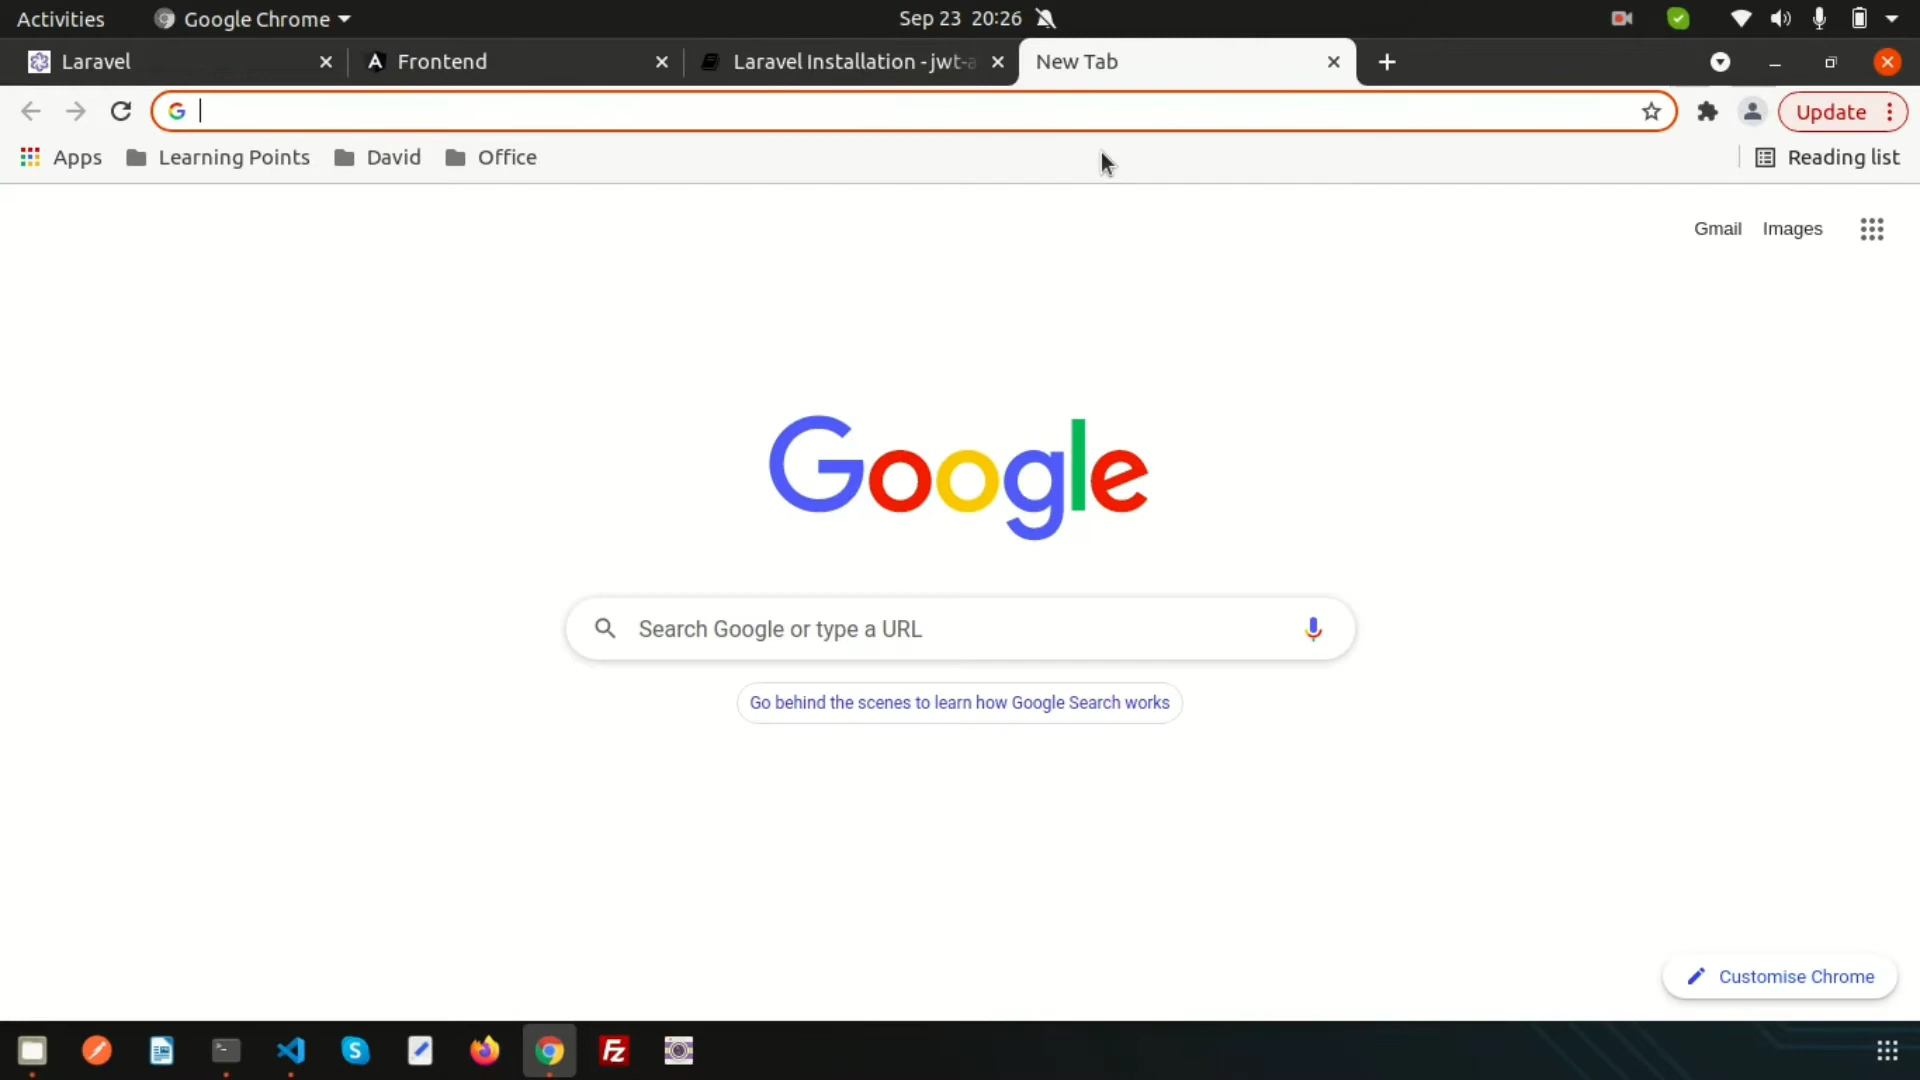 Activities Google Chrome Sep 23 20:26
Laravel Frontend Laravel Installation - jwt-a New Tab
Update
Apps Learning Points David Office Reading list
Gmail Images
Google
Search Google or type a URL
Go behind the scenes to learn how Google Search works
Customise Chrome